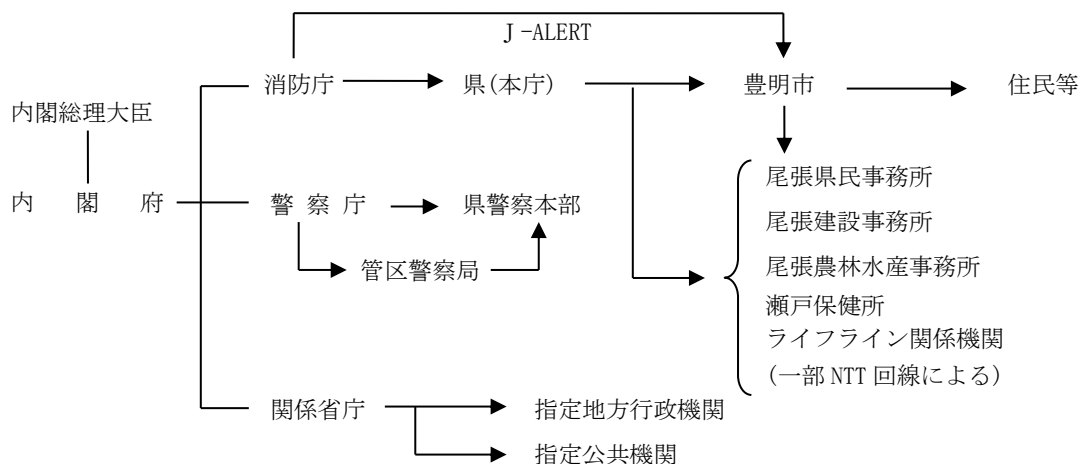 J-ALERT
消防庁
県(本庁)
豊明市
住民等
内閣総理大臣
内閣府
警察庁
県警察本部
管区警察局
尾張県民事務所
尾張建設事務所
尾張農林水産事務所
瀬戸保健所
ライフライン関係機関
(一部 NTT 回線による)
関係省庁
指定地方行政機関
指定公共機関